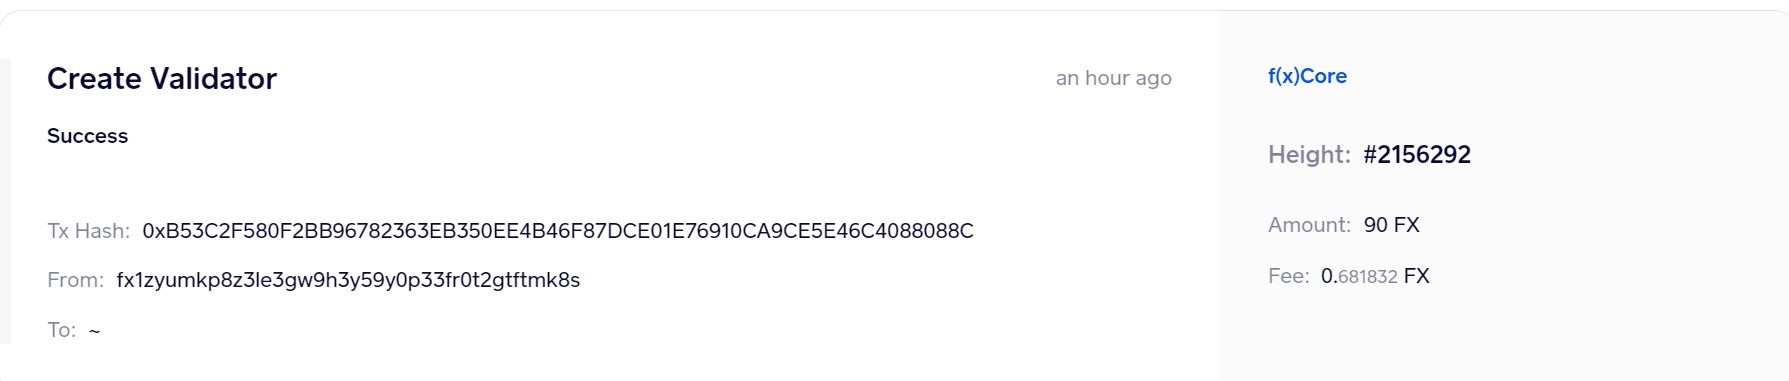 Create Validator
an hour ago
Success
Tx Hash: 0xB53C2F580F2BB96782363EB350EE4B46F87DCE01E76910CA9CE5E46C4088088C
From: fx1zyumkp8z3le3gw9h3y59y0p33fr0t2gtftmk8s
To: ~
f(x)Core
Height: #2156292
Amount: 90 FX
Fee: 0.681832 FX